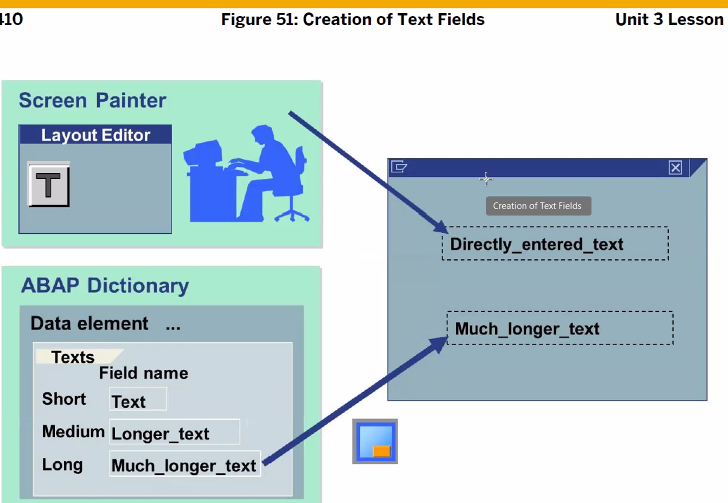 410 Figure 51: Creation of Text Fields Unit 3 Lesson
Screen Painter
Layout Editor
T
Creation of Text Fields
Directly_entered_text
ABAP Dictionary
Data element ...
Texts
Field name
Short Text
Medium Longer_text
Long Much_longer_text
Much_longer_text